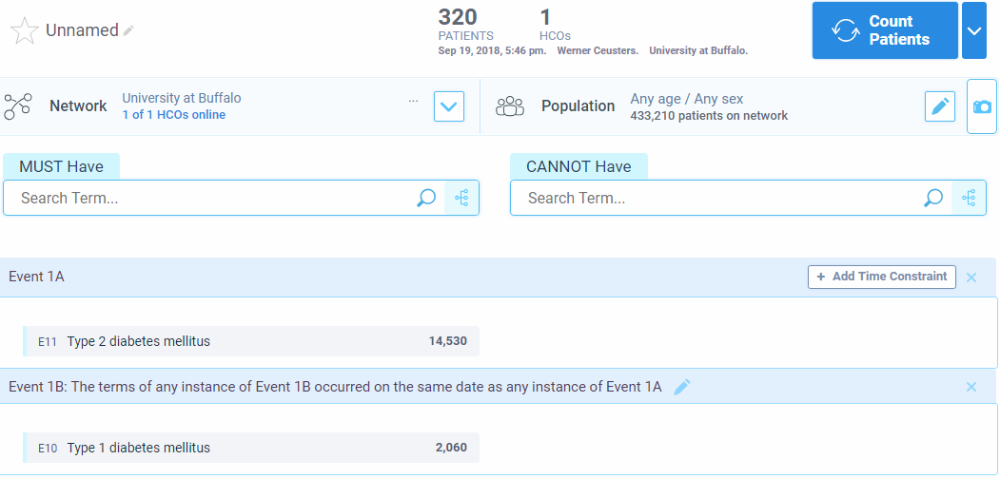 Unnamed
320 PATIENTS
1 HCOs
Sep 19, 2018, 5:46 pm. Werner Ceusters. University at Buffalo.
Count Patients
Network
University at Buffalo
1 of 1 HCOs online
...
Population
Any age / Any sex
433,210 patients on network
MUST Have
Search Term...
CANNOT Have
Search Term...
Event 1A
+ Add Time Constraint ×
E11 Type 2 diabetes mellitus 14,530
Event 1B: The terms of any instance of Event 1B occurred on the same date as any instance of Event 1A ×
E10 Type 1 diabetes mellitus 2,060